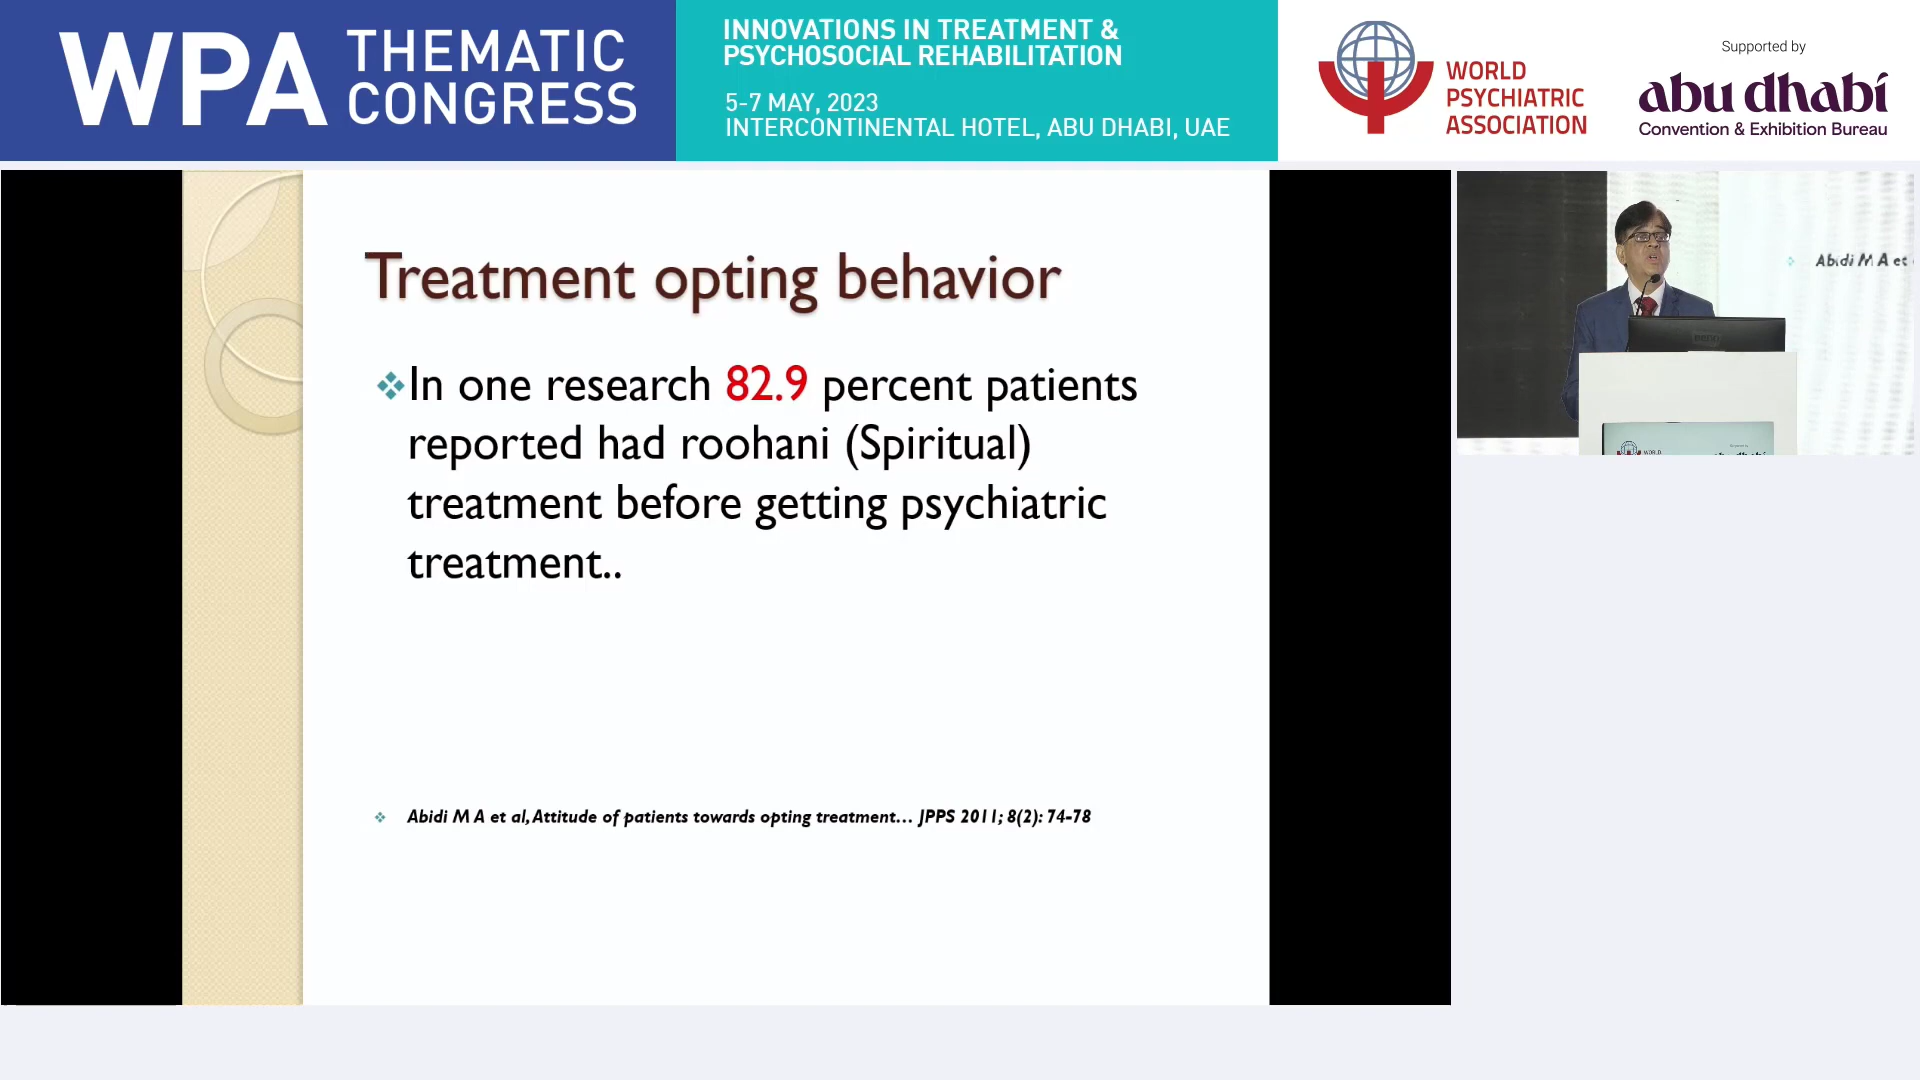 WPA THEMATIC
CONGRESS
INNOVATIONS IN TREATMENT &
PSYCHOSOCIAL REHABILITATION
5-7 MAY, 2023
INTERCONTINENTAL HOTEL, ABU DHABI, UAE
WORLD
PSYCHIATRIC
ASSOCIATION
Supported by
abu dhabi
Convention & Exhibition Bureau
Treatment opting behavior
❖In one research 82.9 percent patients
reported had roohani (Spiritual)
treatment before getting psychiatric
treatment..
❖ Abidi M A et al, Attitude of patients towards opting treatment... JPPS 2011; 8(2): 74-78
❖ Abidi M A et
WORLD